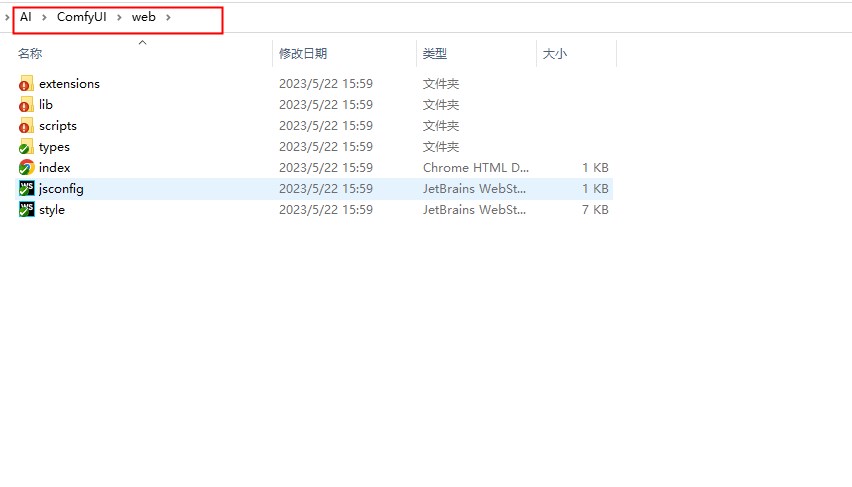 AI ComfyUI web
名称 修改日期 类型 大小
extensions 2023/5/22 15:59 文件夹
lib 2023/5/22 15:59 文件夹
scripts 2023/5/22 15:59 文件夹
types 2023/5/22 15:59 文件夹
index 2023/5/22 15:59 Chrome HTML D... 1 KB
jsconfig 2023/5/22 15:59 JetBrains WebSt... 1 KB
style 2023/5/22 15:59 JetBrains WebSt... 7 KB